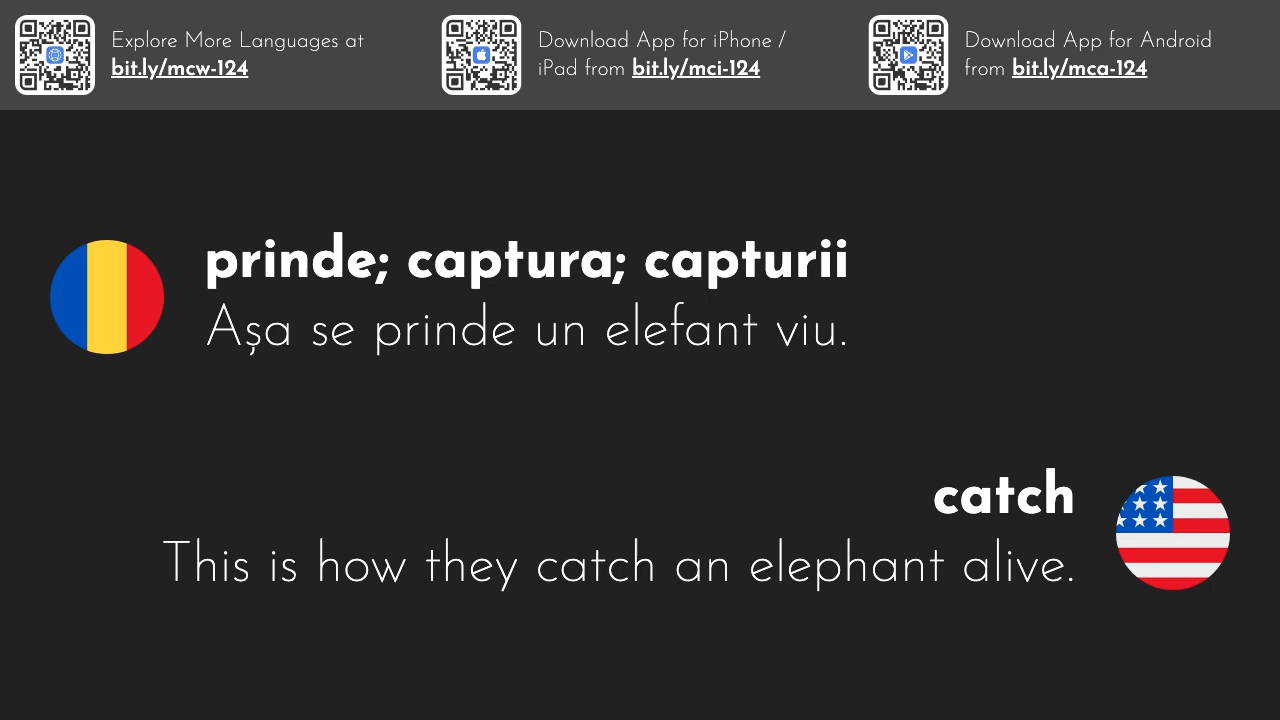 Explore More Languages at
bit.ly/mcw-124
Download App for iPhone /
iPad from bit.ly/mci-124
Download App for Android
from bit.ly/mca-124
prinde; captura; capturii
Așa se prinde un elefant viu.
catch
This is how they catch an elephant alive.